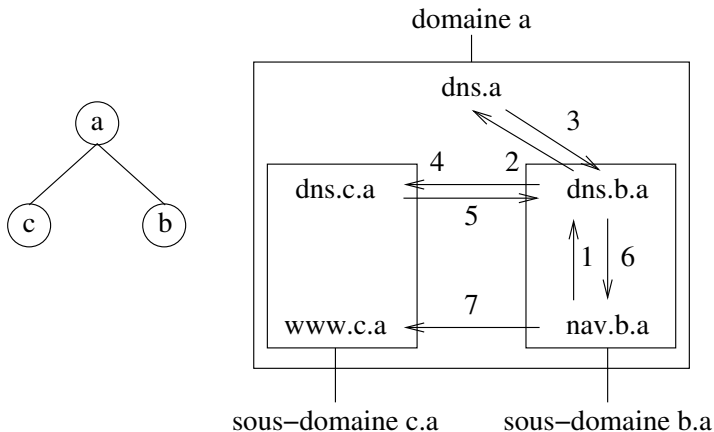 domaine a
dns.a
a
3
4
2
dns.c.a
dns.b.a
5
c
b
1
6
7
www.c.a
nav.b.a
sous−domaine c.a
sous−domaine b.a